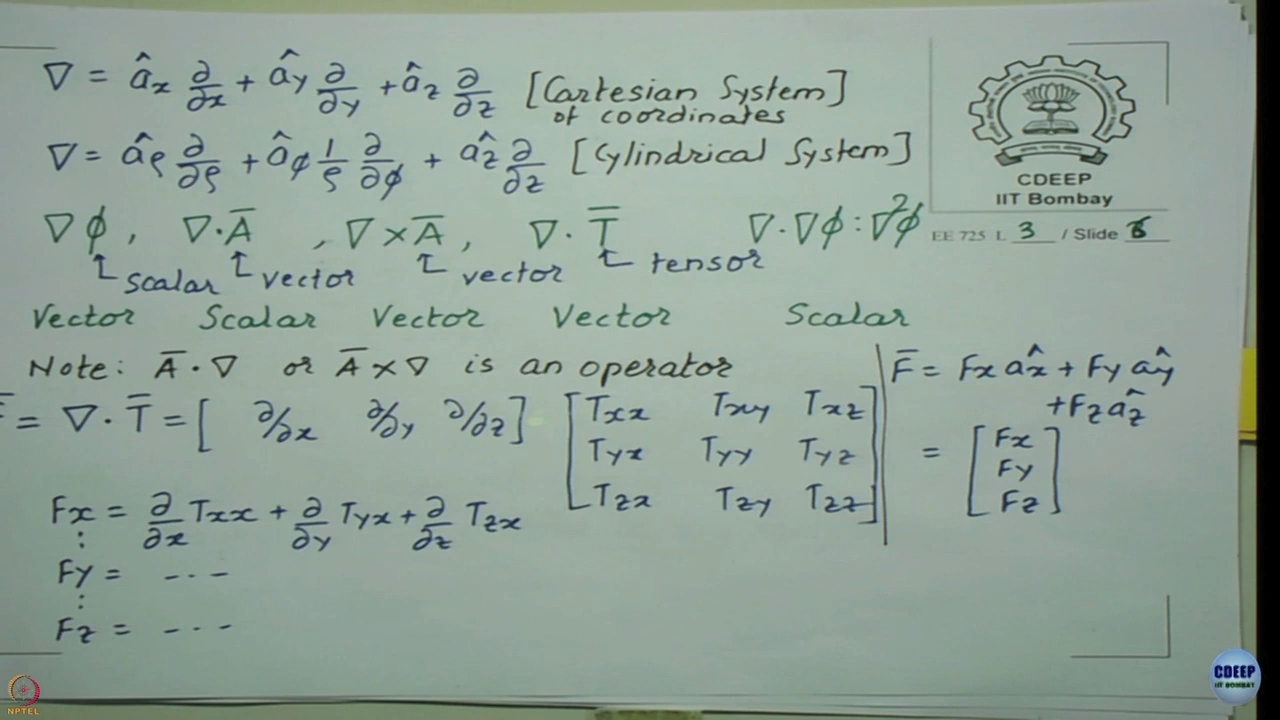 ∇ = âx ∂/∂x + ây ∂/∂y + âz ∂/∂z [Cartesian System]
of coordinates
∇ = âρ ∂/∂ρ + âϕ 1/ρ ∂/∂ϕ + âz ∂/∂z [Cylindrical System]
CDEEP
IIT Bombay
∇ϕ, ∇·A̅, ∇×A̅, ∇·T̿ ∇·∇ϕ : ∇²ϕ
EE 725 L 3 / Slide 6
scalar vector vector tensor
Vector Scalar Vector Vector Scalar
Note: A̅·∇ or A̅×∇ is an operator
F̅ = ∇·T̿ = [ ∂/∂x ∂/∂y ∂/∂z ] [ Txx Txy Txz
Tyx Tyy Tyz
Tzx Tzy Tzz ]
Fx = ∂/∂x Txx + ∂/∂y Tyx + ∂/∂z Tzx
:
Fy = ----
:
Fz = ----
F̅ = Fx âx + Fy ây
+ Fz âz
= [ Fx
Fy
Fz ]
NPTEL
CDEEP
IIT BOMBAY